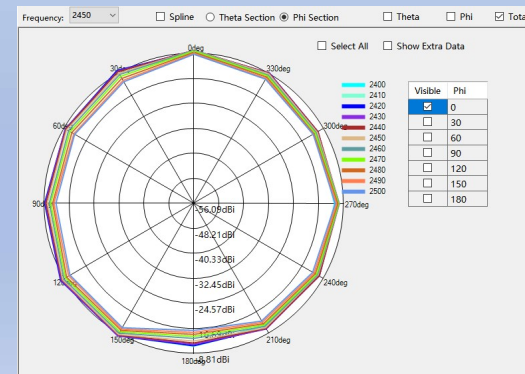 Frequency: 2450 Spline Theta Section Phi Section Theta Phi Tota
Select All Show Extra Data
0deg
30deg 330deg
60deg 300deg
90deg 270deg
120deg 240deg
150deg 210deg
180deg
-56.09dBi
-48.21dBi
-40.33dBi
-32.45dBi
-24.57dBi
-16.69dBi
-8.81dBi
2400
2410
2420
2430
2440
2450
2460
2470
2480
2490
2500
Visible Phi
0
30
60
90
120
150
180